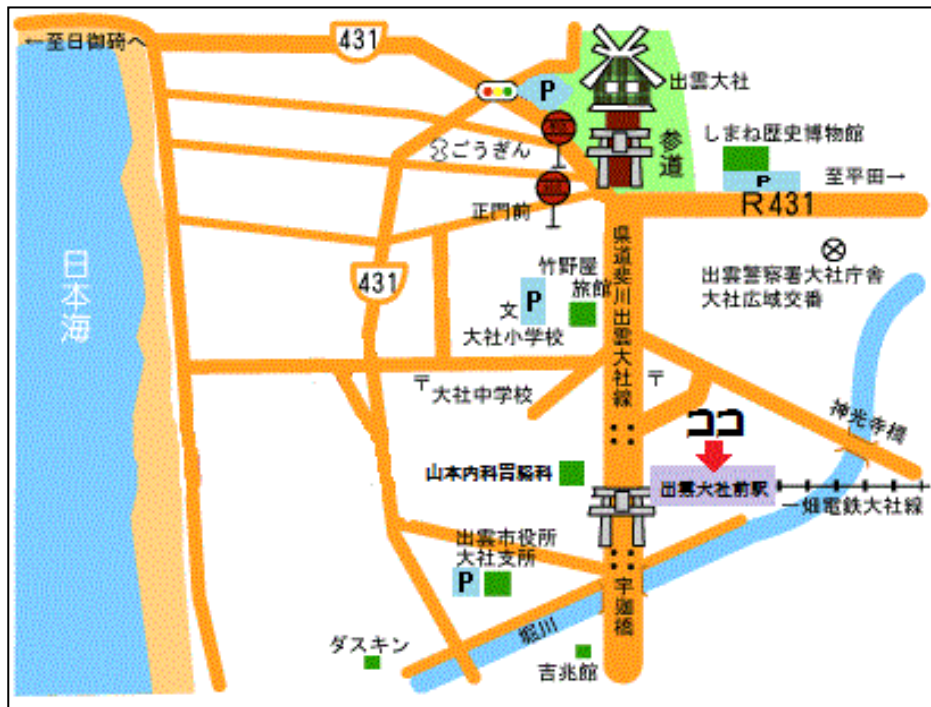 ←至日御碕へ
431
P
出雲大社
ごうぎん
参道
しまね歴史博物館
P
至平田→
R431
正門前
日本海
431
竹野屋
旅館
文
P
大社小学校
県道斐川出雲大社線
出雲警察署大社庁舎
大社広域交番
〒
大社中学校
〒
ココ
神光寺橋
山本内科胃腸科
出雲大社前駅
一畑電鉄大社線
出雲市役所
大社支所
P
宇迦橋
堀川
ダスキン
吉兆館